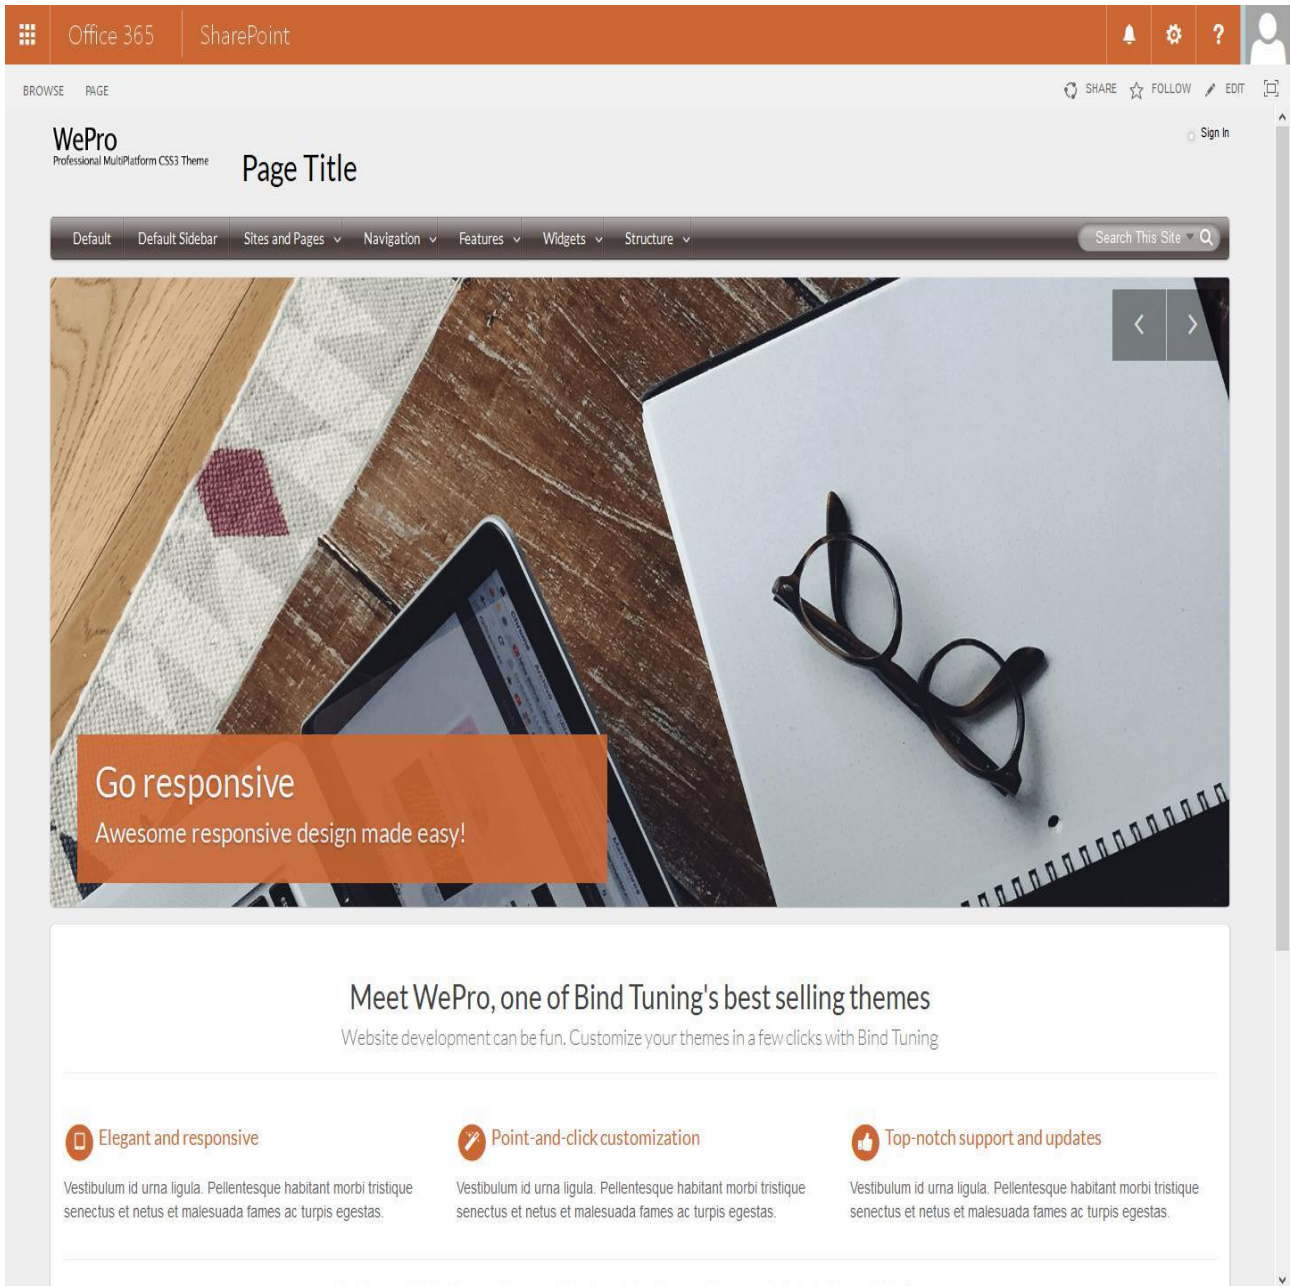 Office 365 SharePoint ?
BROWSE PAGE SHARE FOLLOW EDIT
WePro
Professional MultiPlatform CSS3 Theme
Page Title
Sign In
Default Default Sidebar Sites and Pages Navigation Features Widgets Structure Search This Site
Go responsive
Awesome responsive design made easy!
Meet WePro, one of Bind Tuning's best selling themes
Website development can be fun. Customize your themes in a few clicks with Bind Tuning
Elegant and responsive
Vestibulum id urna ligula. Pellentesque habitant morbi tristique
senectus et netus et malesuada fames ac turpis egestas.
Point-and-click customization
Vestibulum id urna ligula. Pellentesque habitant morbi tristique
senectus et netus et malesuada fames ac turpis egestas.
Top-notch support and updates
Vestibulum id urna ligula. Pellentesque habitant morbi tristique
senectus et netus et malesuada fames ac turpis egestas.